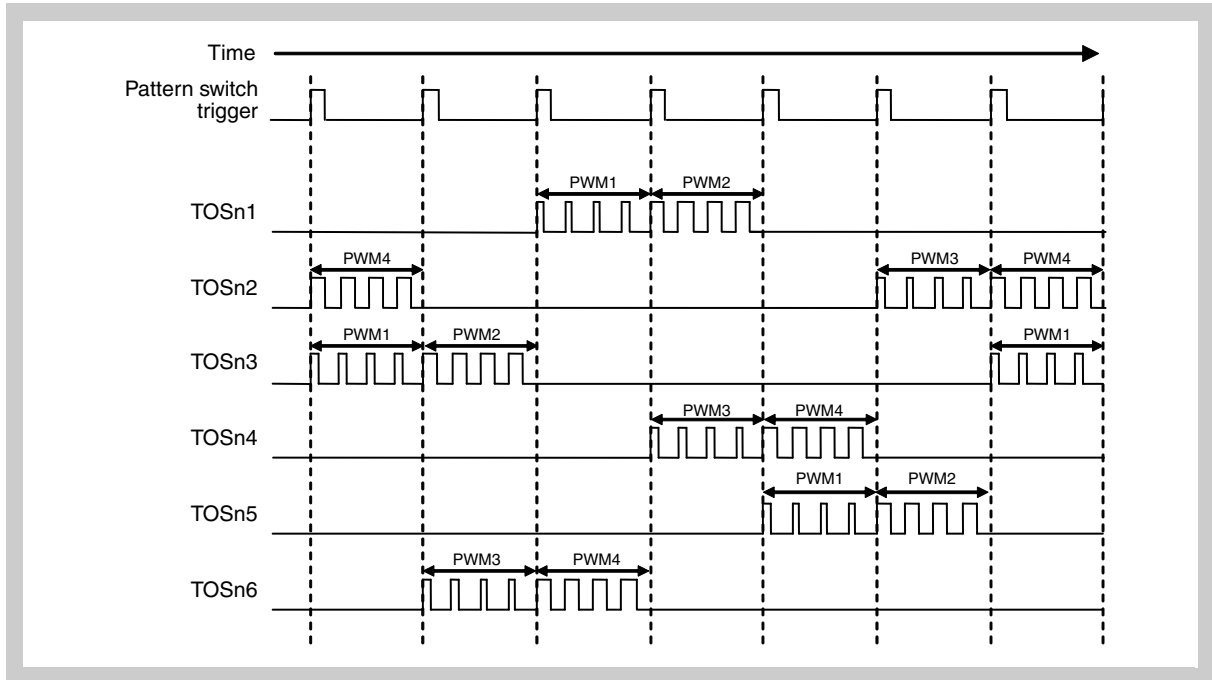 Time
Pattern switch
trigger
PWM1 PWM2
TOSn1
PWM4 PWM3 PWM4
TOSn2
PWM1 PWM2 PWM1
TOSn3
PWM3 PWM4
TOSn4
PWM1 PWM2
TOSn5
PWM3 PWM4
TOSn6